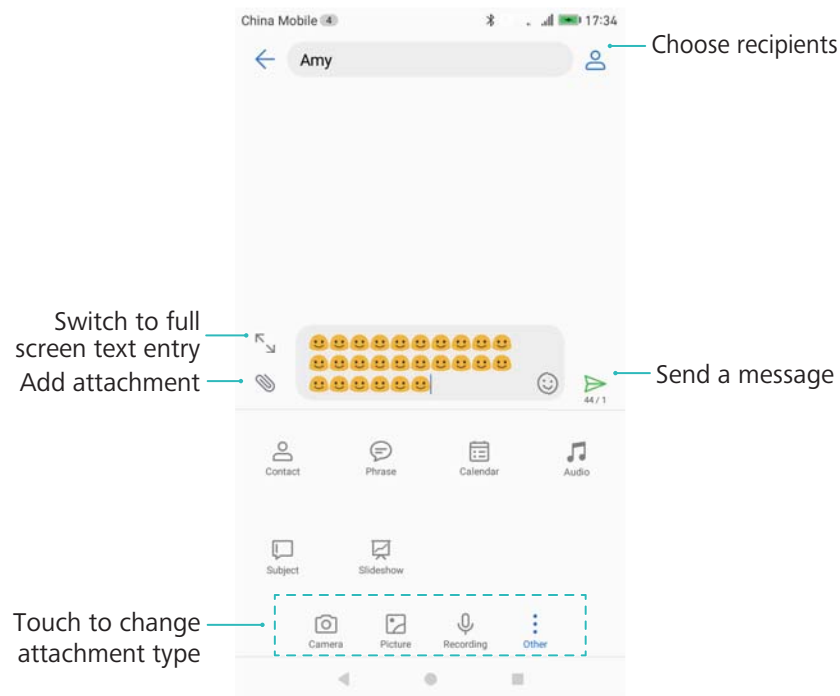 China Mobile 4 17:34
Choose recipients
Amy
Switch to full
screen text entry
Add attachment
Send a message
44 / 1
Contact Phrase Calendar Audio
Subject Slideshow
Touch to change
attachment type
Camera Picture Recording Other